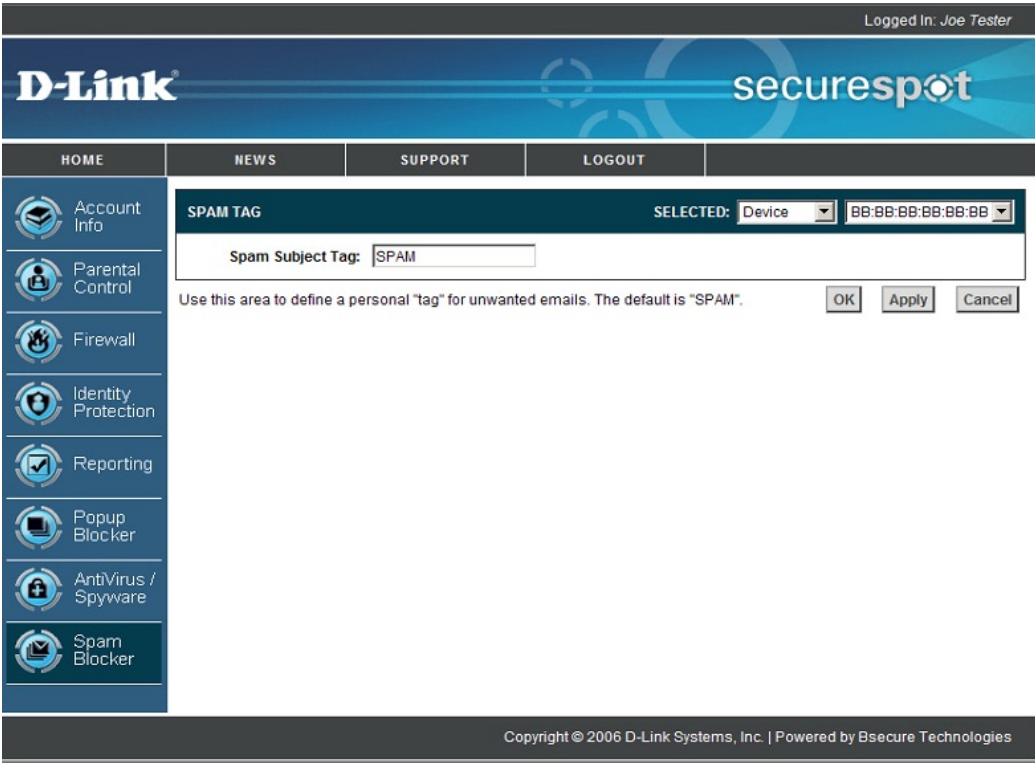 Logged In: Joe Tester
D-Link®
securespot
HOME NEWS SUPPORT LOGOUT
Account
Info
Parental
Control
Firewall
Identity
Protection
Reporting
Popup
Blocker
AntiVirus /
Spyware
Spam
Blocker
SPAM TAG SELECTED: Device BB:BB:BB:BB:BB:BB
Spam Subject Tag: SPAM
Use this area to define a personal "tag" for unwanted emails. The default is "SPAM". OK Apply Cancel
Copyright © 2006 D-Link Systems, Inc. | Powered by Bsecure Technologies